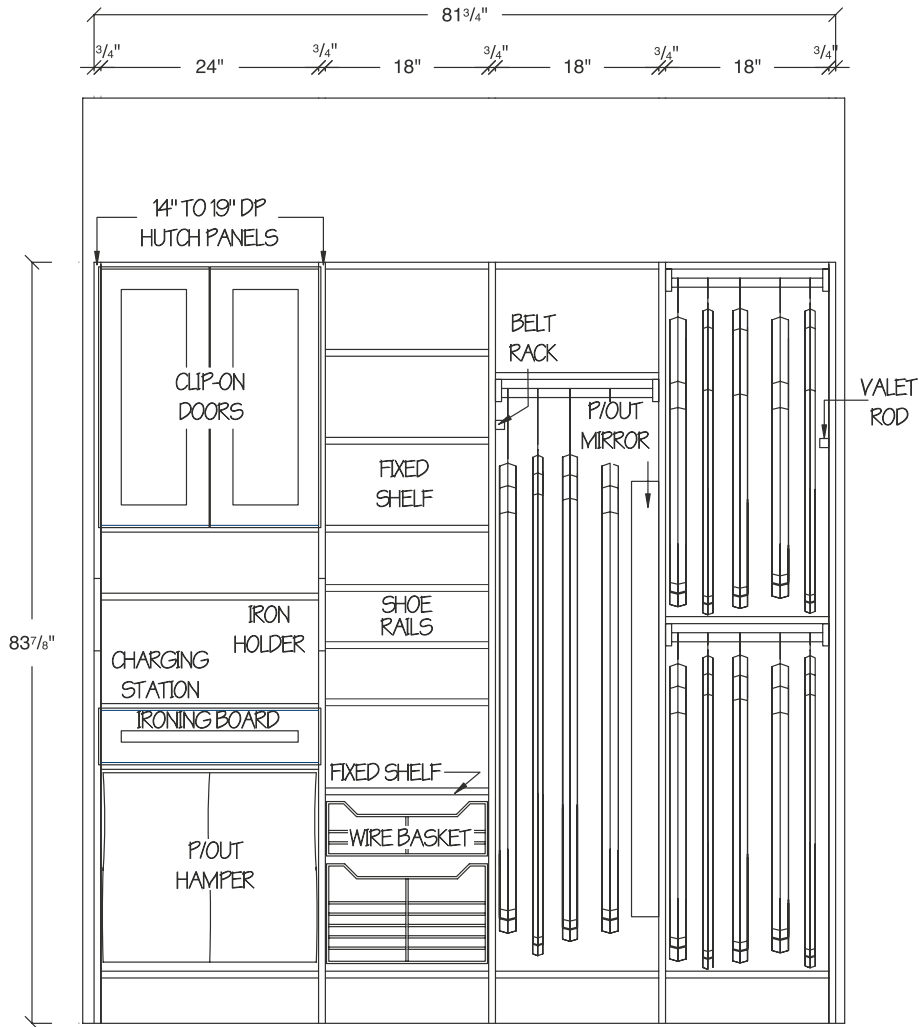 81 3/4"
3/4" 3/4" 3/4" 3/4" 3/4"
24" 18" 18" 18"
14" TO 19" DP
HUTCH PANELS
CLIP-ON
DOORS
BELT
RACK
P/OUT
MIRROR
VALET
ROD
FIXED
SHELF
IRON
HOLDER
SHOE
RAILS
83 7/8"
CHARGING
STATION
IRONING BOARD
FIXED SHELF
WIRE BASKET
P/OUT
HAMPER